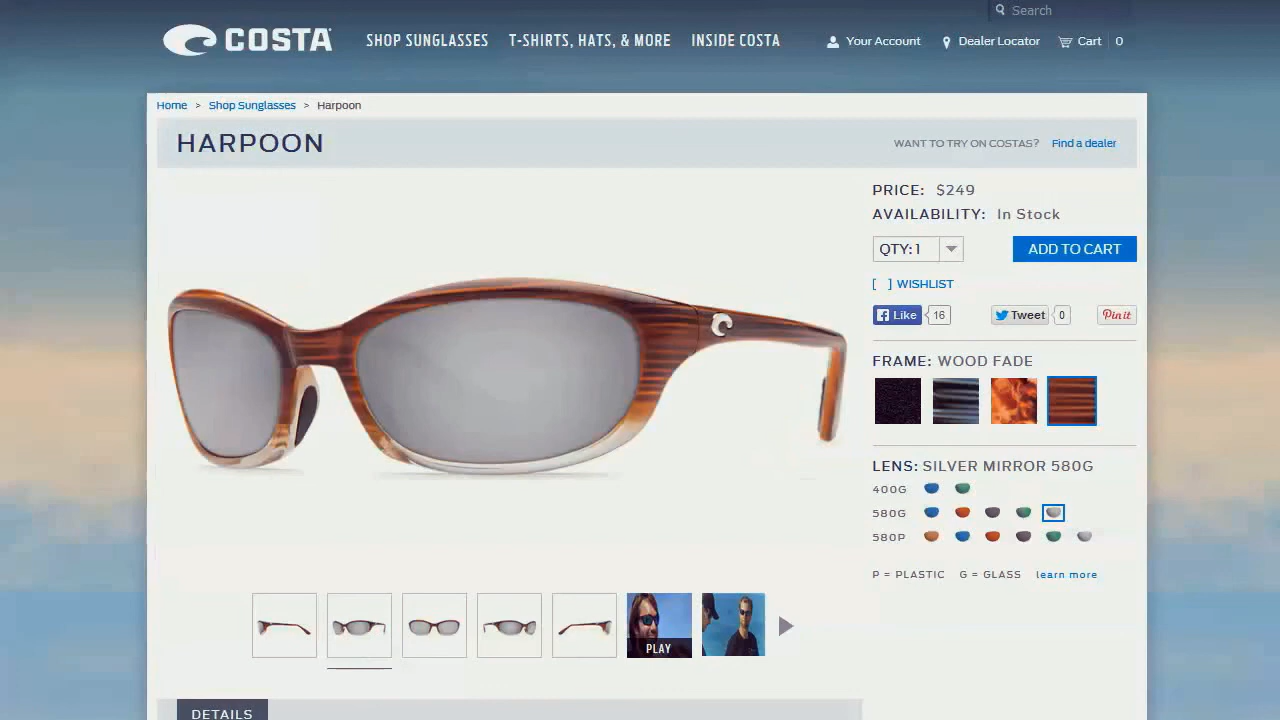 Search
COSTA
SHOP SUNGLASSES T-SHIRTS, HATS, & MORE INSIDE COSTA
Your Account Dealer Locator Cart 0
Home > Shop Sunglasses > Harpoon
HARPOON
WANT TO TRY ON COSTAS? Find a dealer
PRICE: $249
AVAILABILITY: In Stock
QTY: 1 ADD TO CART
[ ] WISHLIST
Like 16 Tweet 0 Pin it
FRAME: WOOD FADE
LENS: SILVER MIRROR 580G
400G
580G
580P
P = PLASTIC G = GLASS learn more
PLAY
DETAILS